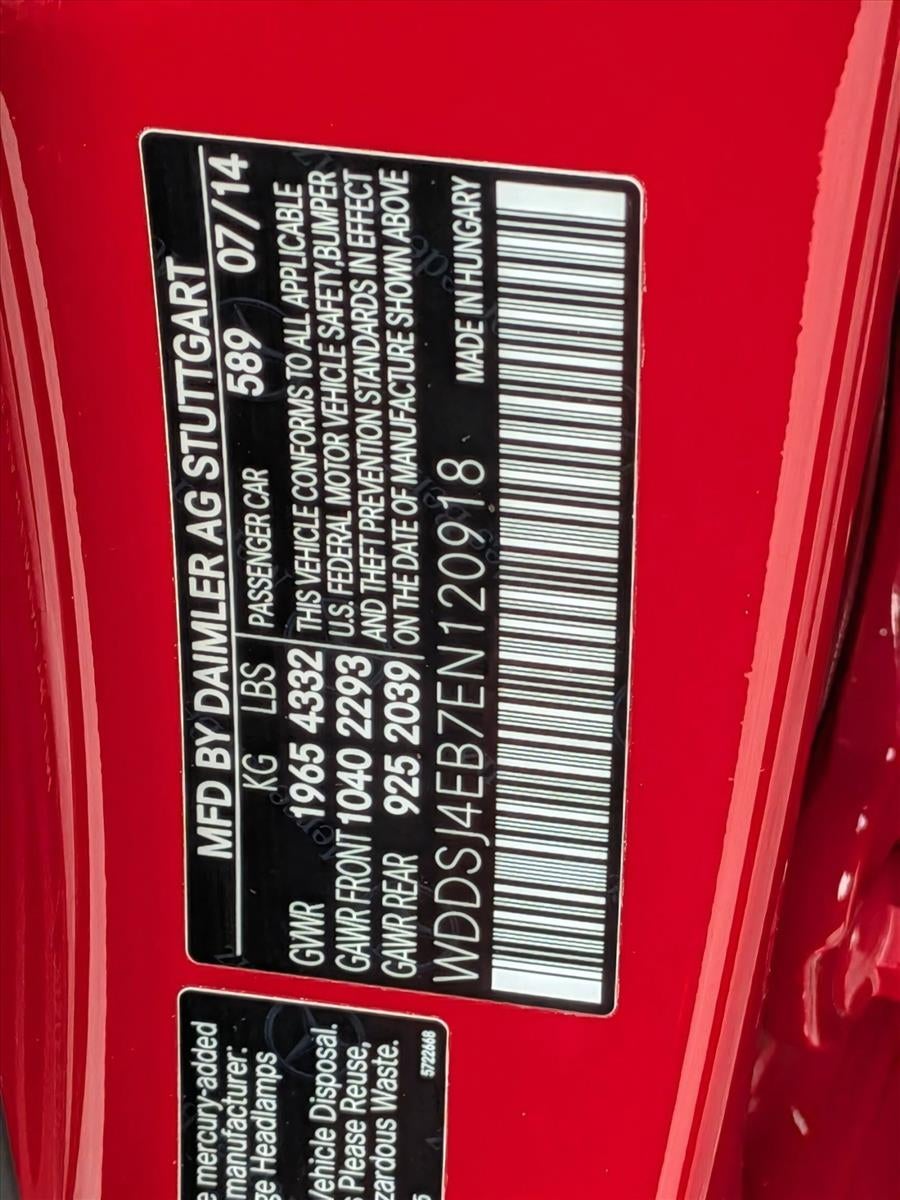 MFD BY DAIMLER AG STUTTGART
KG LBS PASSENGER CAR 589 07/14
GVWR 1965 4332 THIS VEHICLE CONFORMS TO ALL APPLICABLE
GAWR FRONT 1040 2293 U.S. FEDERAL MOTOR VEHICLE SAFETY, BUMPER
GAWR REAR 925 2039 AND THEFT PREVENTION STANDARDS IN EFFECT
ON THE DATE OF MANUFACTURE SHOWN ABOVE
WDDSJ4EB7EN120918 MADE IN HUNGARY
mercury-added
manufacturer:
ge Headlamps
Vehicle Disposal.
s Please Reuse,
zardous Waste.
5722668